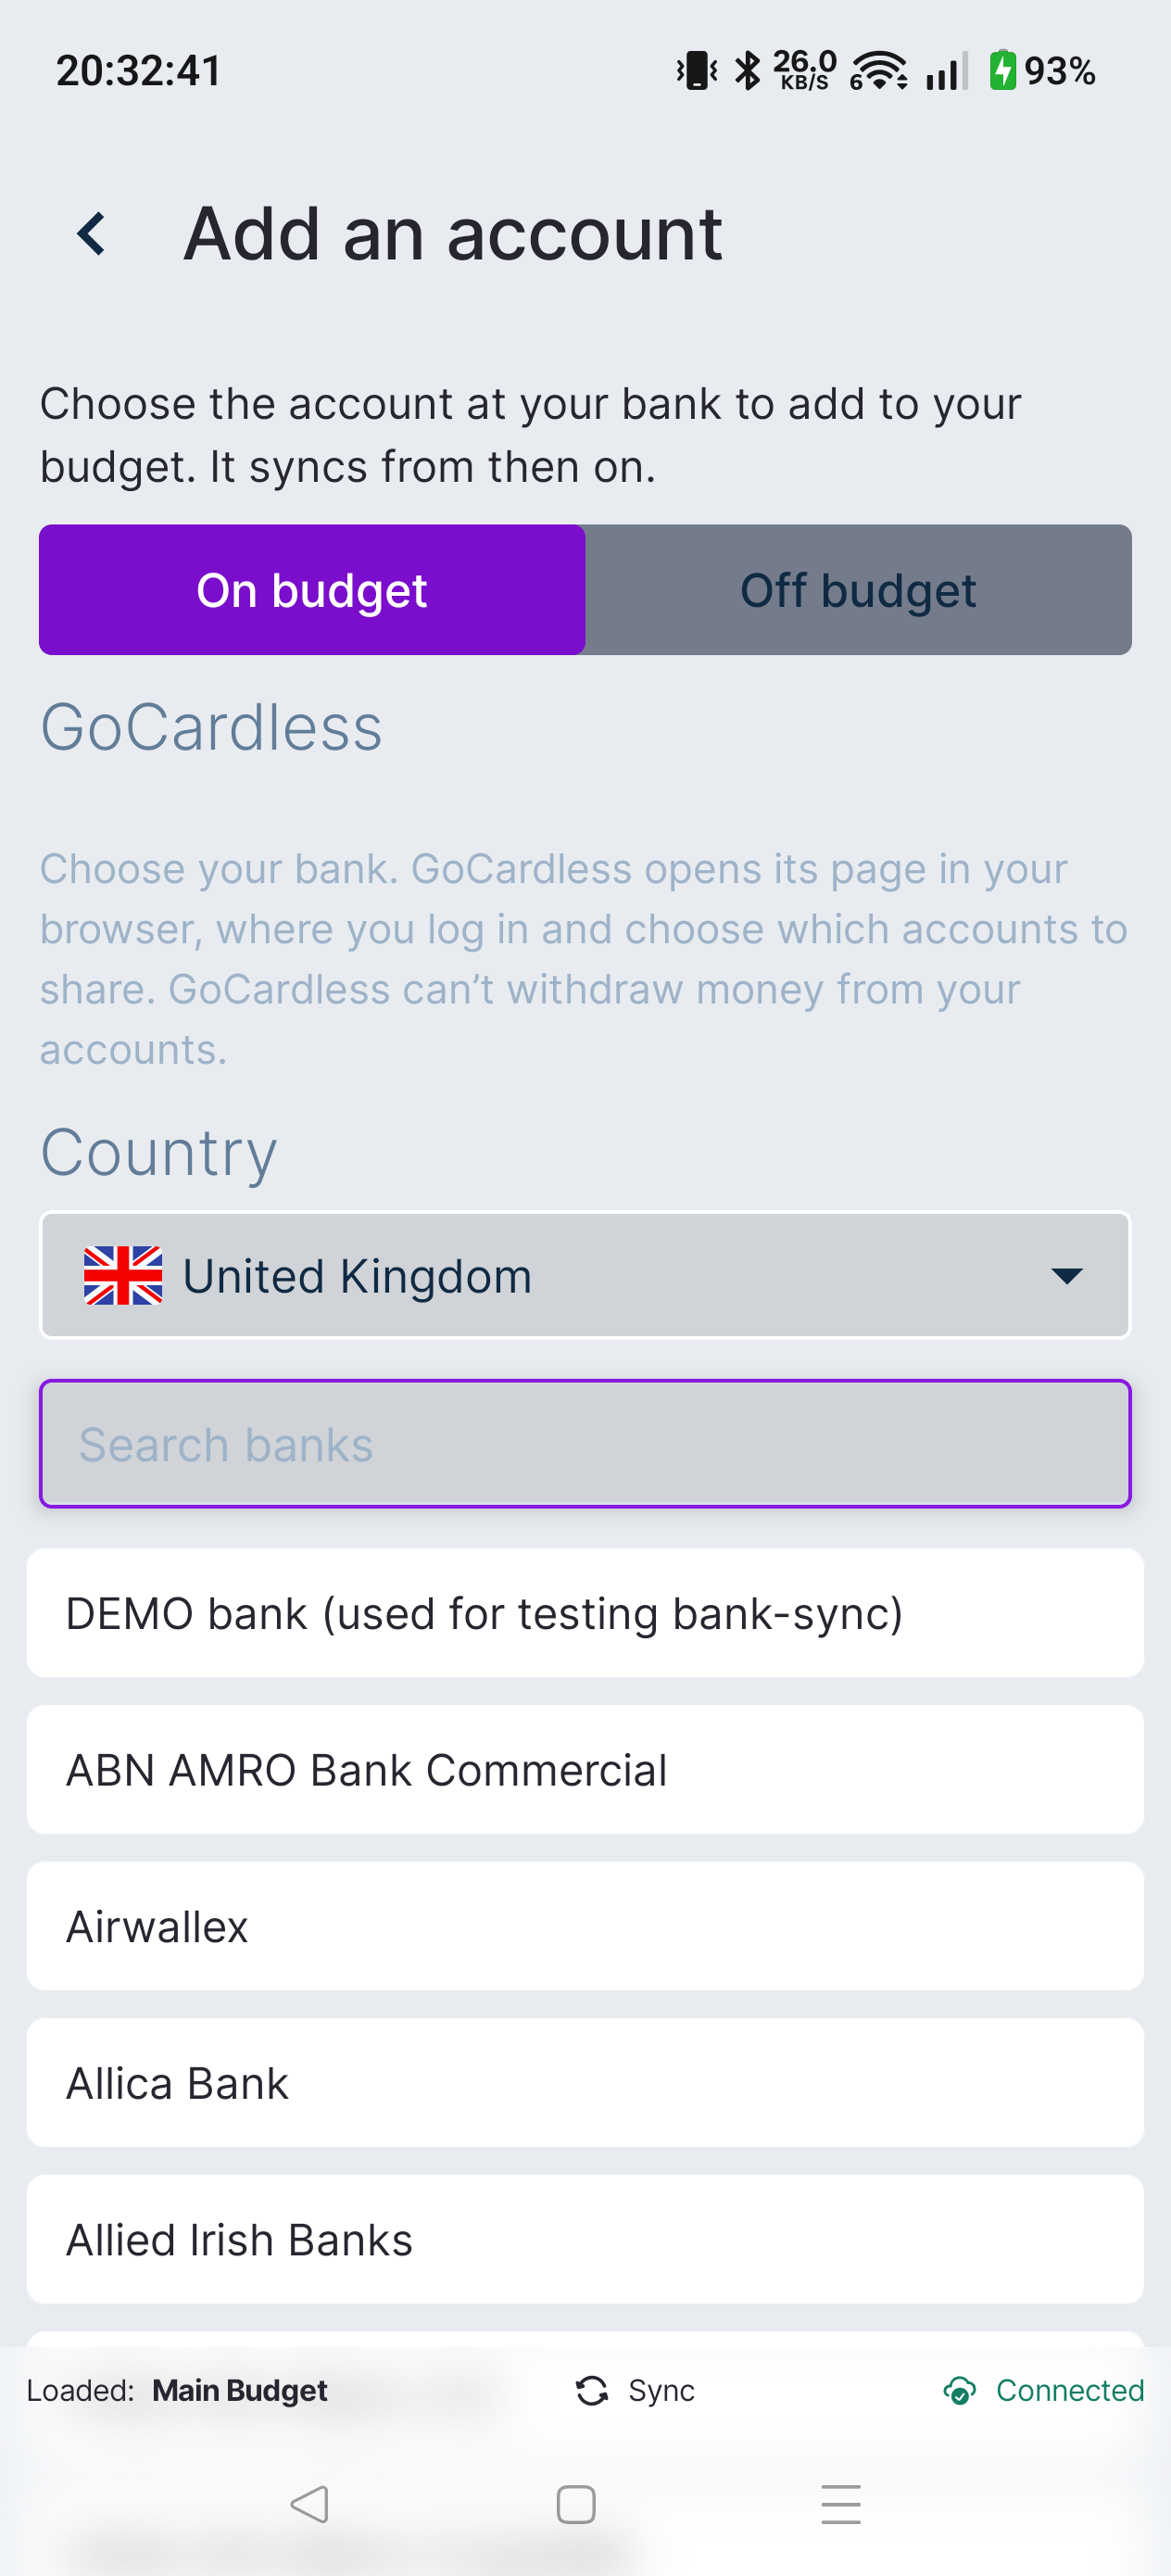 20:32:41
26.0
KB/S
6
93%
Add an account
Choose the account at your bank to add to your
budget. It syncs from then on.
On budget
Off budget
GoCardless
Choose your bank. GoCardless opens its page in your
browser, where you log in and choose which accounts to
share. GoCardless can’t withdraw money from your
accounts.
Country
United Kingdom
Search banks
DEMO bank (used for testing bank-sync)
ABN AMRO Bank Commercial
Airwallex
Allica Bank
Allied Irish Banks
Loaded: Main Budget
Sync
Connected